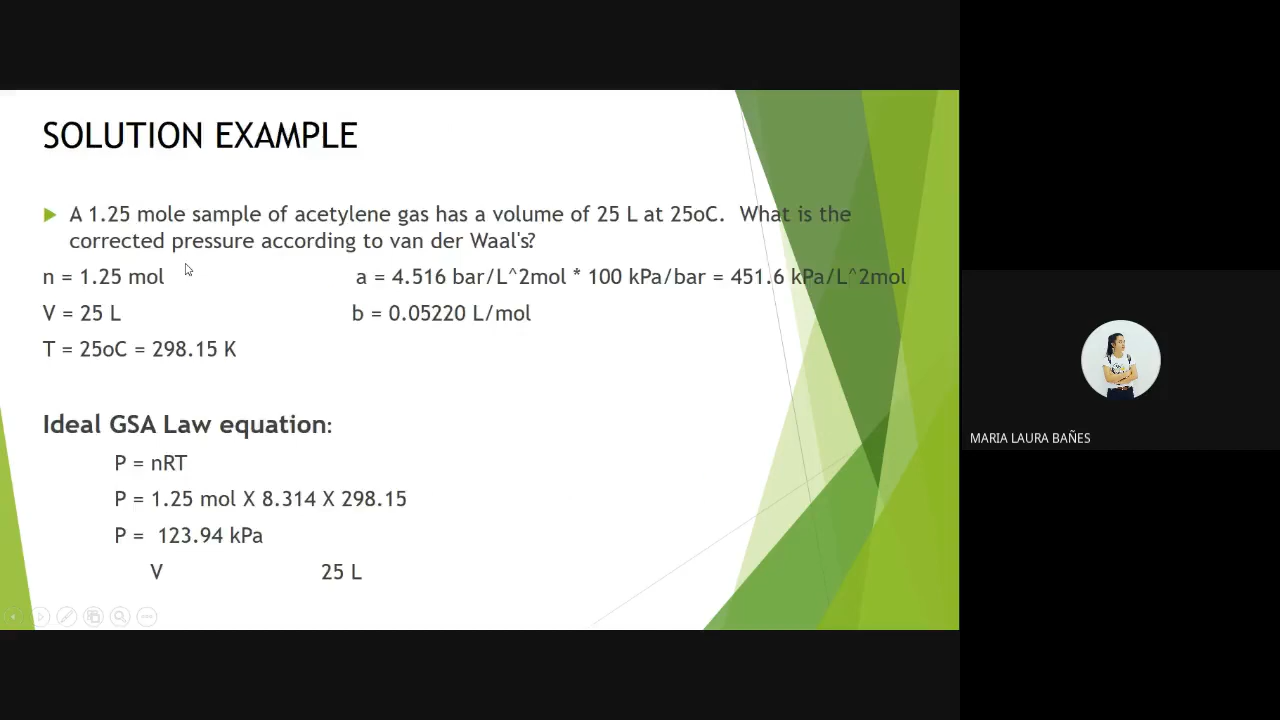 SOLUTION EXAMPLE
A 1.25 mole sample of acetylene gas has a volume of 25 L at 25oC. What is the
corrected pressure according to van der Waal's?
n = 1.25 mol a = 4.516 bar/L^2mol * 100 kPa/bar = 451.6 kPa/L^2mol
V = 25 L b = 0.05220 L/mol
T = 25oC = 298.15 K
Ideal GSA Law equation:
P = nRT
P = 1.25 mol X 8.314 X 298.15
P = 123.94 kPa
V 25 L
MARIA LAURA BAÑES